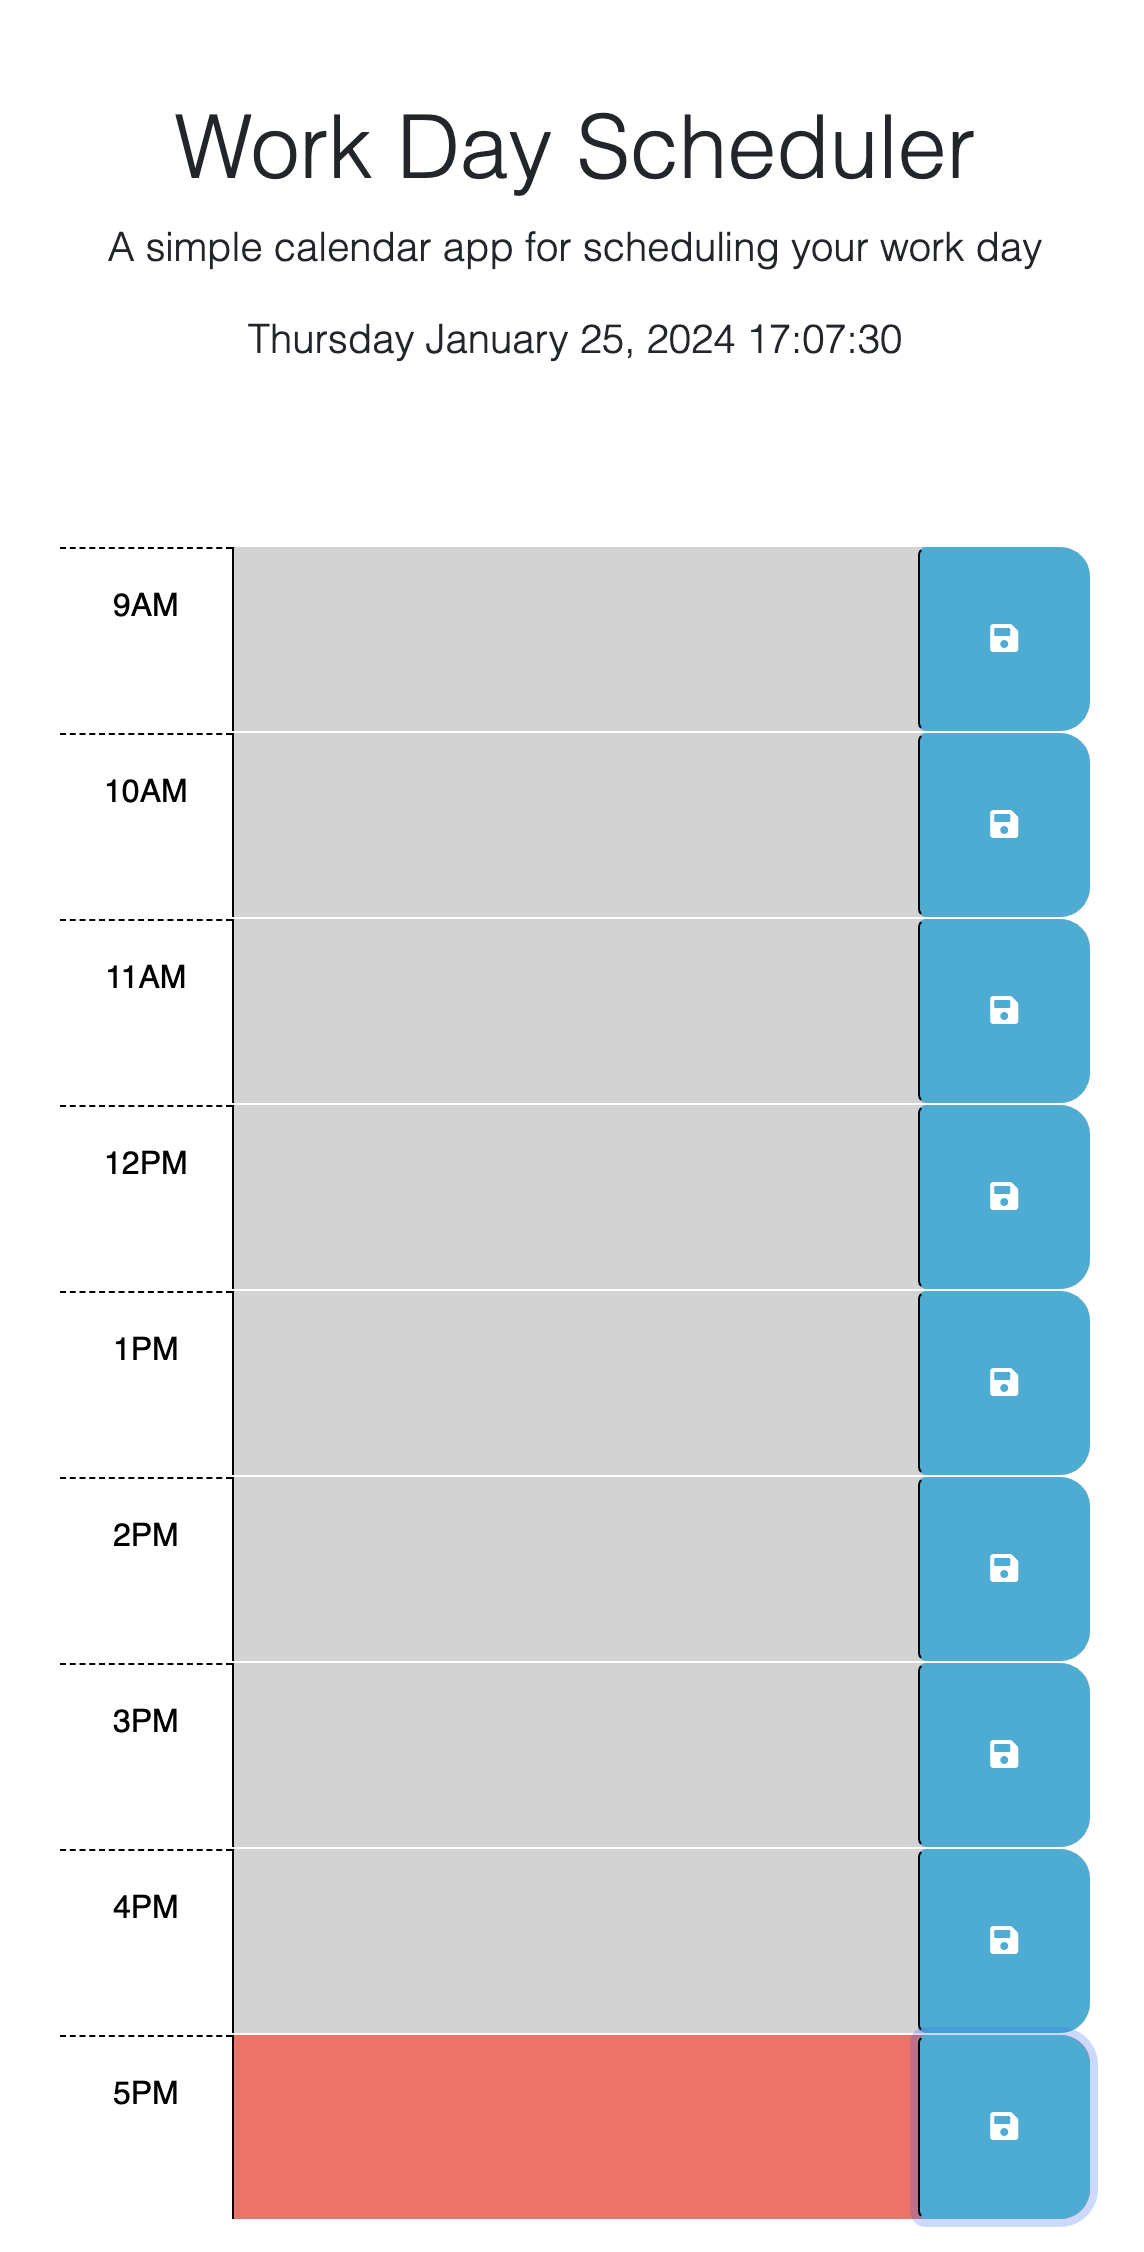 Work Day Scheduler
A simple calendar app for scheduling your work day
Thursday January 25, 2024 17:07:30
9AM
10AM
11AM
12PM
1PM
2PM
3PM
4PM
5PM